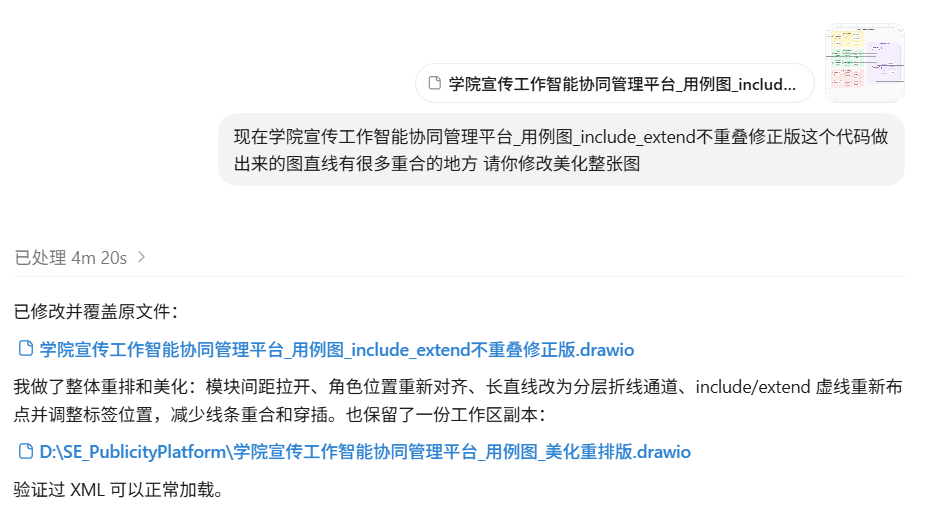 学院宣传工作智能协同管理平台_用例图_includ...
现在学院宣传工作智能协同管理平台_用例图_include_extend不重叠修正版这个代码做
出来的图直线有很多重合的地方 请你修改美化整张图
已处理 4m 20s
已修改并覆盖原文件：
学院宣传工作智能协同管理平台_用例图_include_extend不重叠修正版.drawio
我做了整体重排和美化：模块间距拉开、角色位置重新对齐、长直线改为分层折线通道、include/extend 虚线重新布
点并调整标签位置，减少线条重合和穿插。也保留了一份工作区副本：
D:\SE_PublicityPlatform\学院宣传工作智能协同管理平台_用例图_美化重排版.drawio
验证过 XML 可以正常加载。